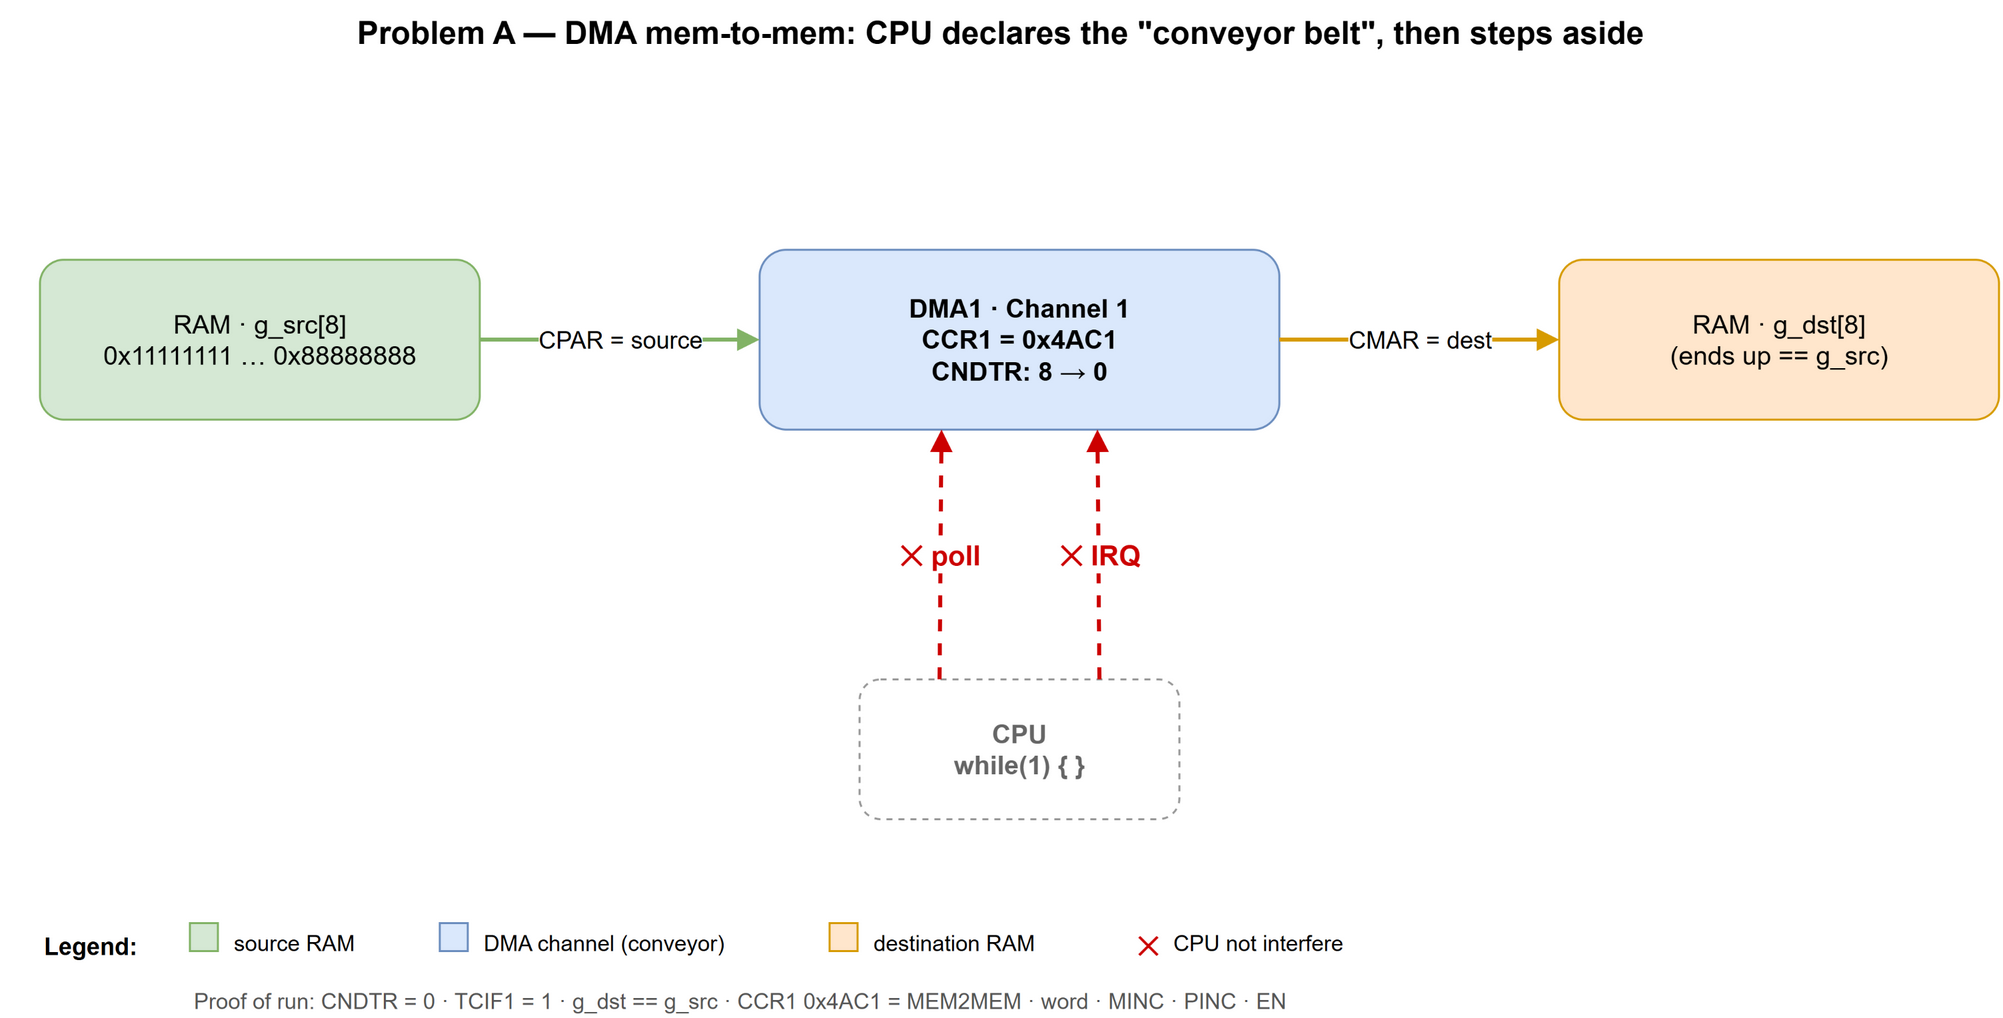 Problem A — DMA mem-to-mem: CPU declares the "conveyor belt", then steps aside
RAM · g_src[8]
0x11111111 … 0x88888888
CPAR = source
DMA1 · Channel 1
CCR1 = 0x4AC1
CNDTR: 8 → 0
CMAR = dest
RAM · g_dst[8]
(ends up == g_src)
✕ poll
✕ IRQ
CPU
while(1) { }
Legend:
source RAM
DMA channel (conveyor)
destination RAM
✕ CPU not interfere
Proof of run: CNDTR = 0 · TCIF1 = 1 · g_dst == g_src · CCR1 0x4AC1 = MEM2MEM · word · MINC · PINC · EN